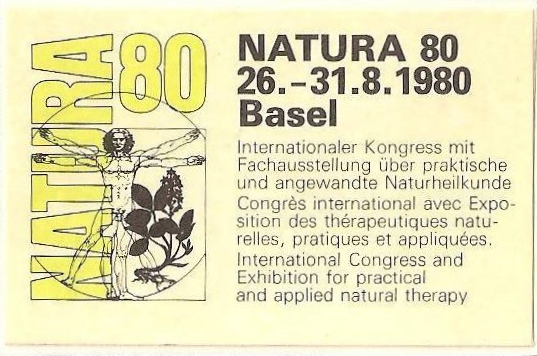 NATURA 80
NATURA 80
26.–31.8.1980
Basel
Internationaler Kongress mit
Fachausstellung über praktische
und angewandte Naturheilkunde
Congrès international avec Expo-
sition des thérapeutiques natu-
relles, pratiques et appliquées.
International Congress and
Exhibition for practical
and applied natural therapy